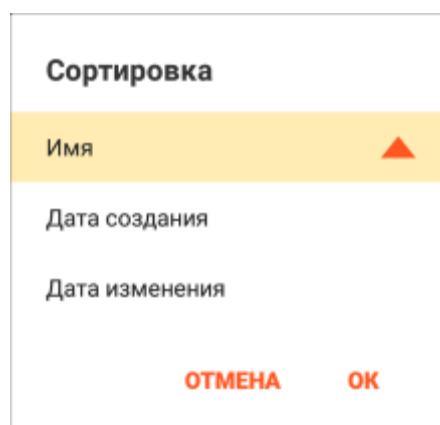 Сортировка
Имя
Дата создания
Дата изменения
ОТМЕНА ОК